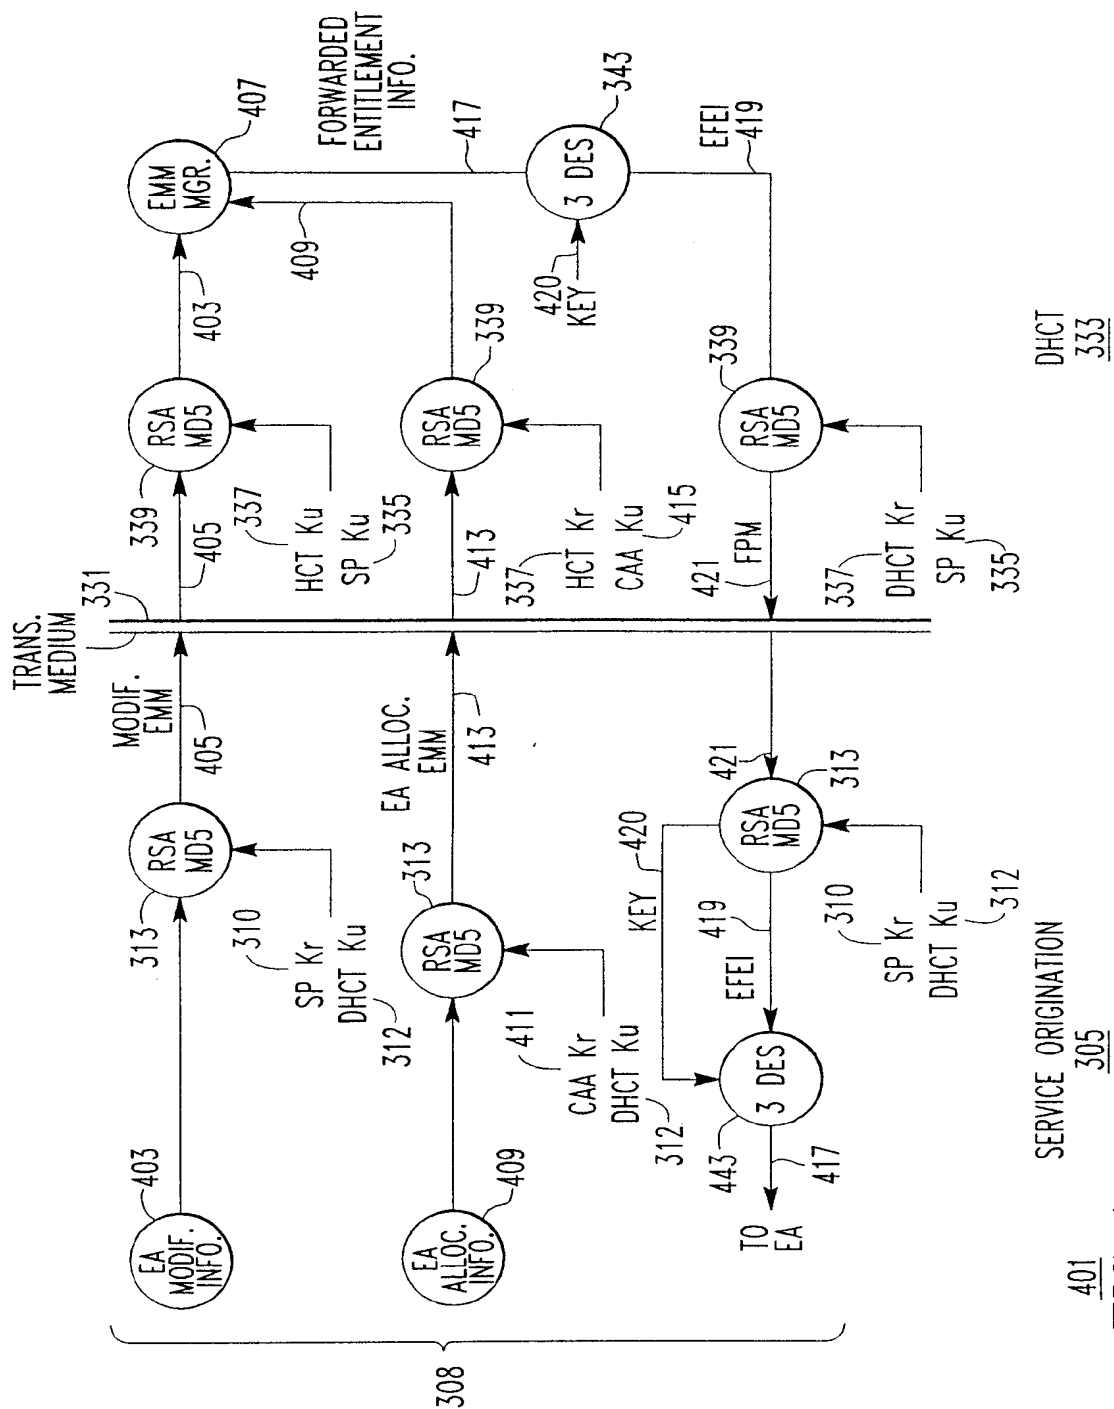 TRANS.
MEDIUM
331
FORWARDED
ENTITLEMENT
INFO.
308
EA
MODIF.
INFO.
403
RSA
MD5
313
310
SP Kr
DHCT Ku
312
MODIF.
EMM
405
405
RSA
MD5
339
337
HCT Ku
SP Ku
335
403
EMM
MGR.
407
409
417
EA
ALLOC.
INFO.
409
RSA
MD5
313
411
CAA Kr
DHCT Ku
312
EA ALLOC.
EMM
413
413
RSA
MD5
339
337
HCT Kr
CAA Ku
415
420
KEY
3 DES
343
EFEI
419
TO
EA
417
3 DES
443
KEY
420
EFEI
419
RSA
MD5
313
310
SP Kr
DHCT Ku
312
421
421
FPM
RSA
MD5
339
337
DHCT Kr
SP Ku
335
SERVICE ORIGINATION
305
DHCT
333
401